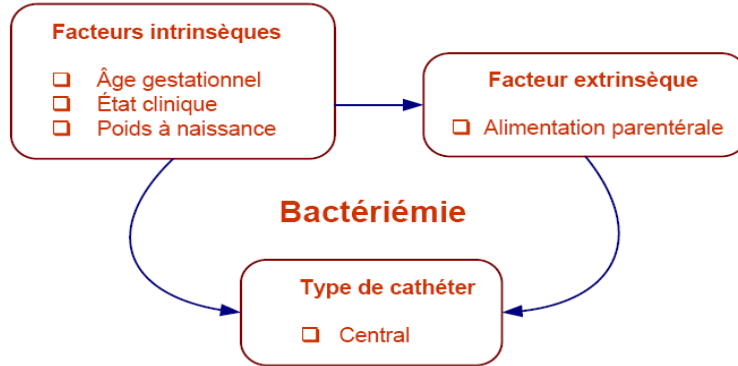 Facteurs intrinsèques
Âge gestationnel
État clinique
Poids à naissance
Facteur extrinsèque
Alimentation parentérale
Bactériémie
Type de cathéter
Central